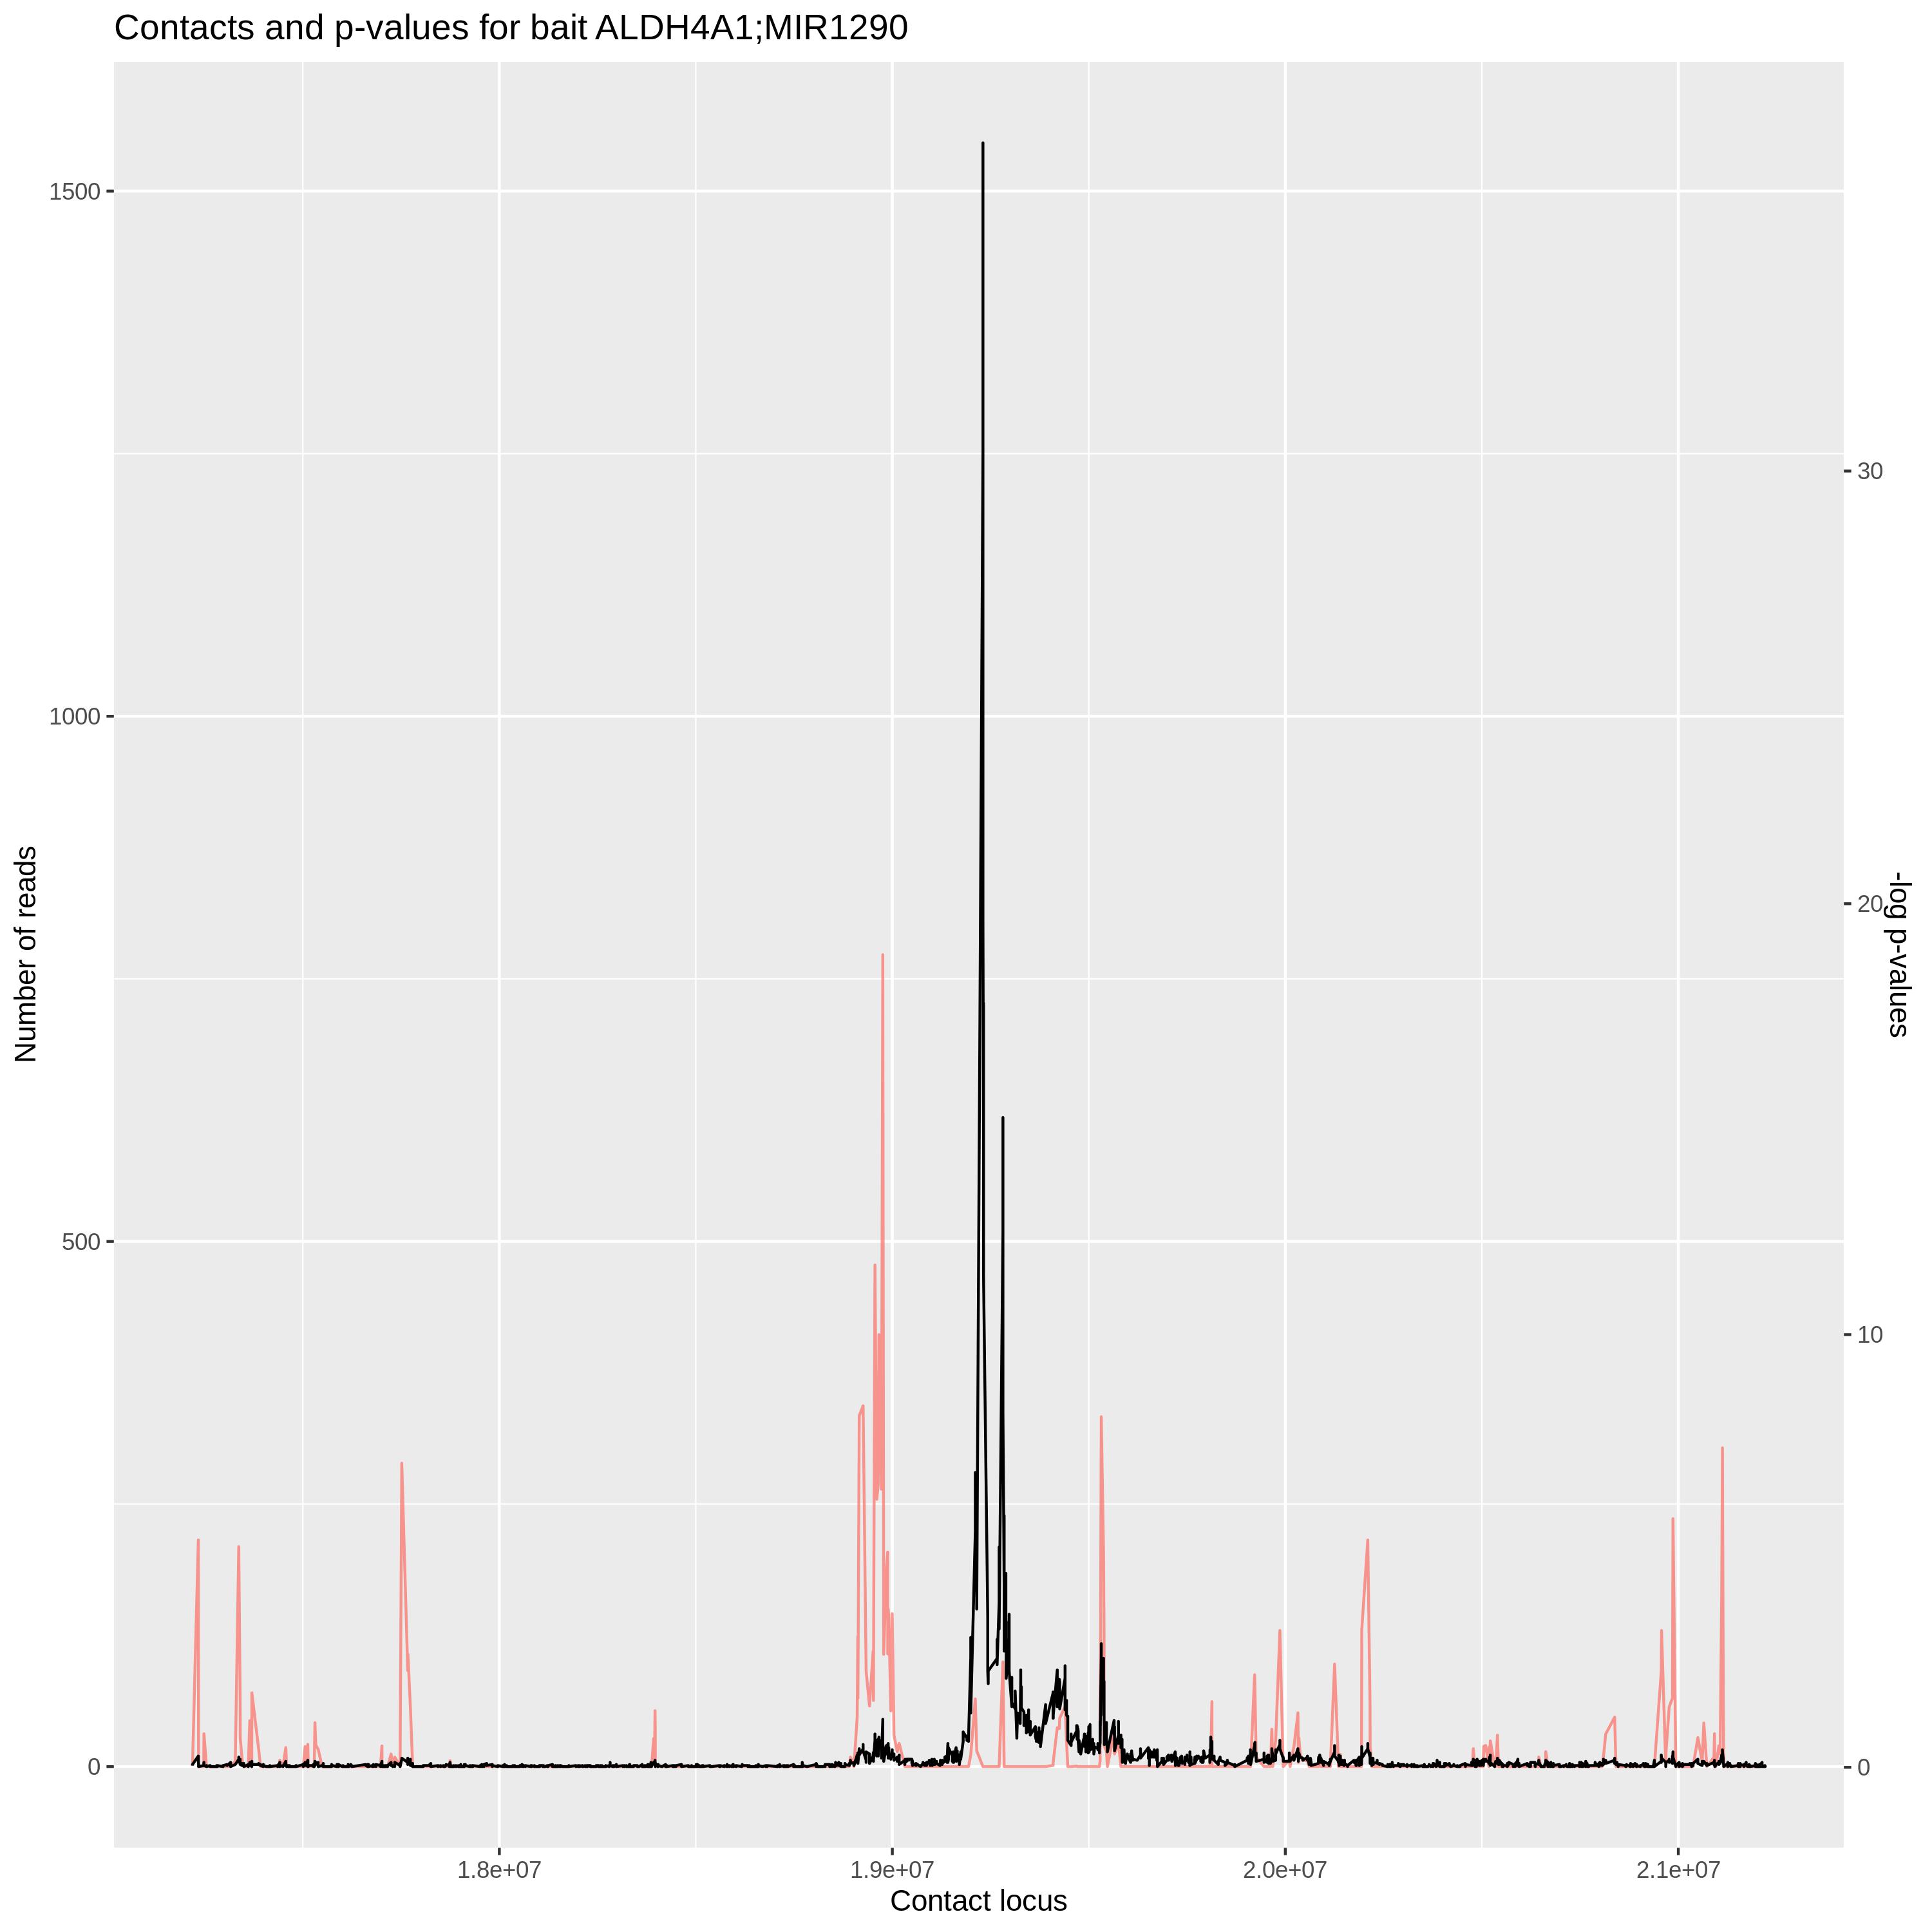 Contacts and p-values for bait ALDH4A1;MIR1290
1500
1000
500
0
Number of reads
30
20
10
0
-log p-values
1.8e+07
1.9e+07
2.0e+07
2.1e+07
Contact locus